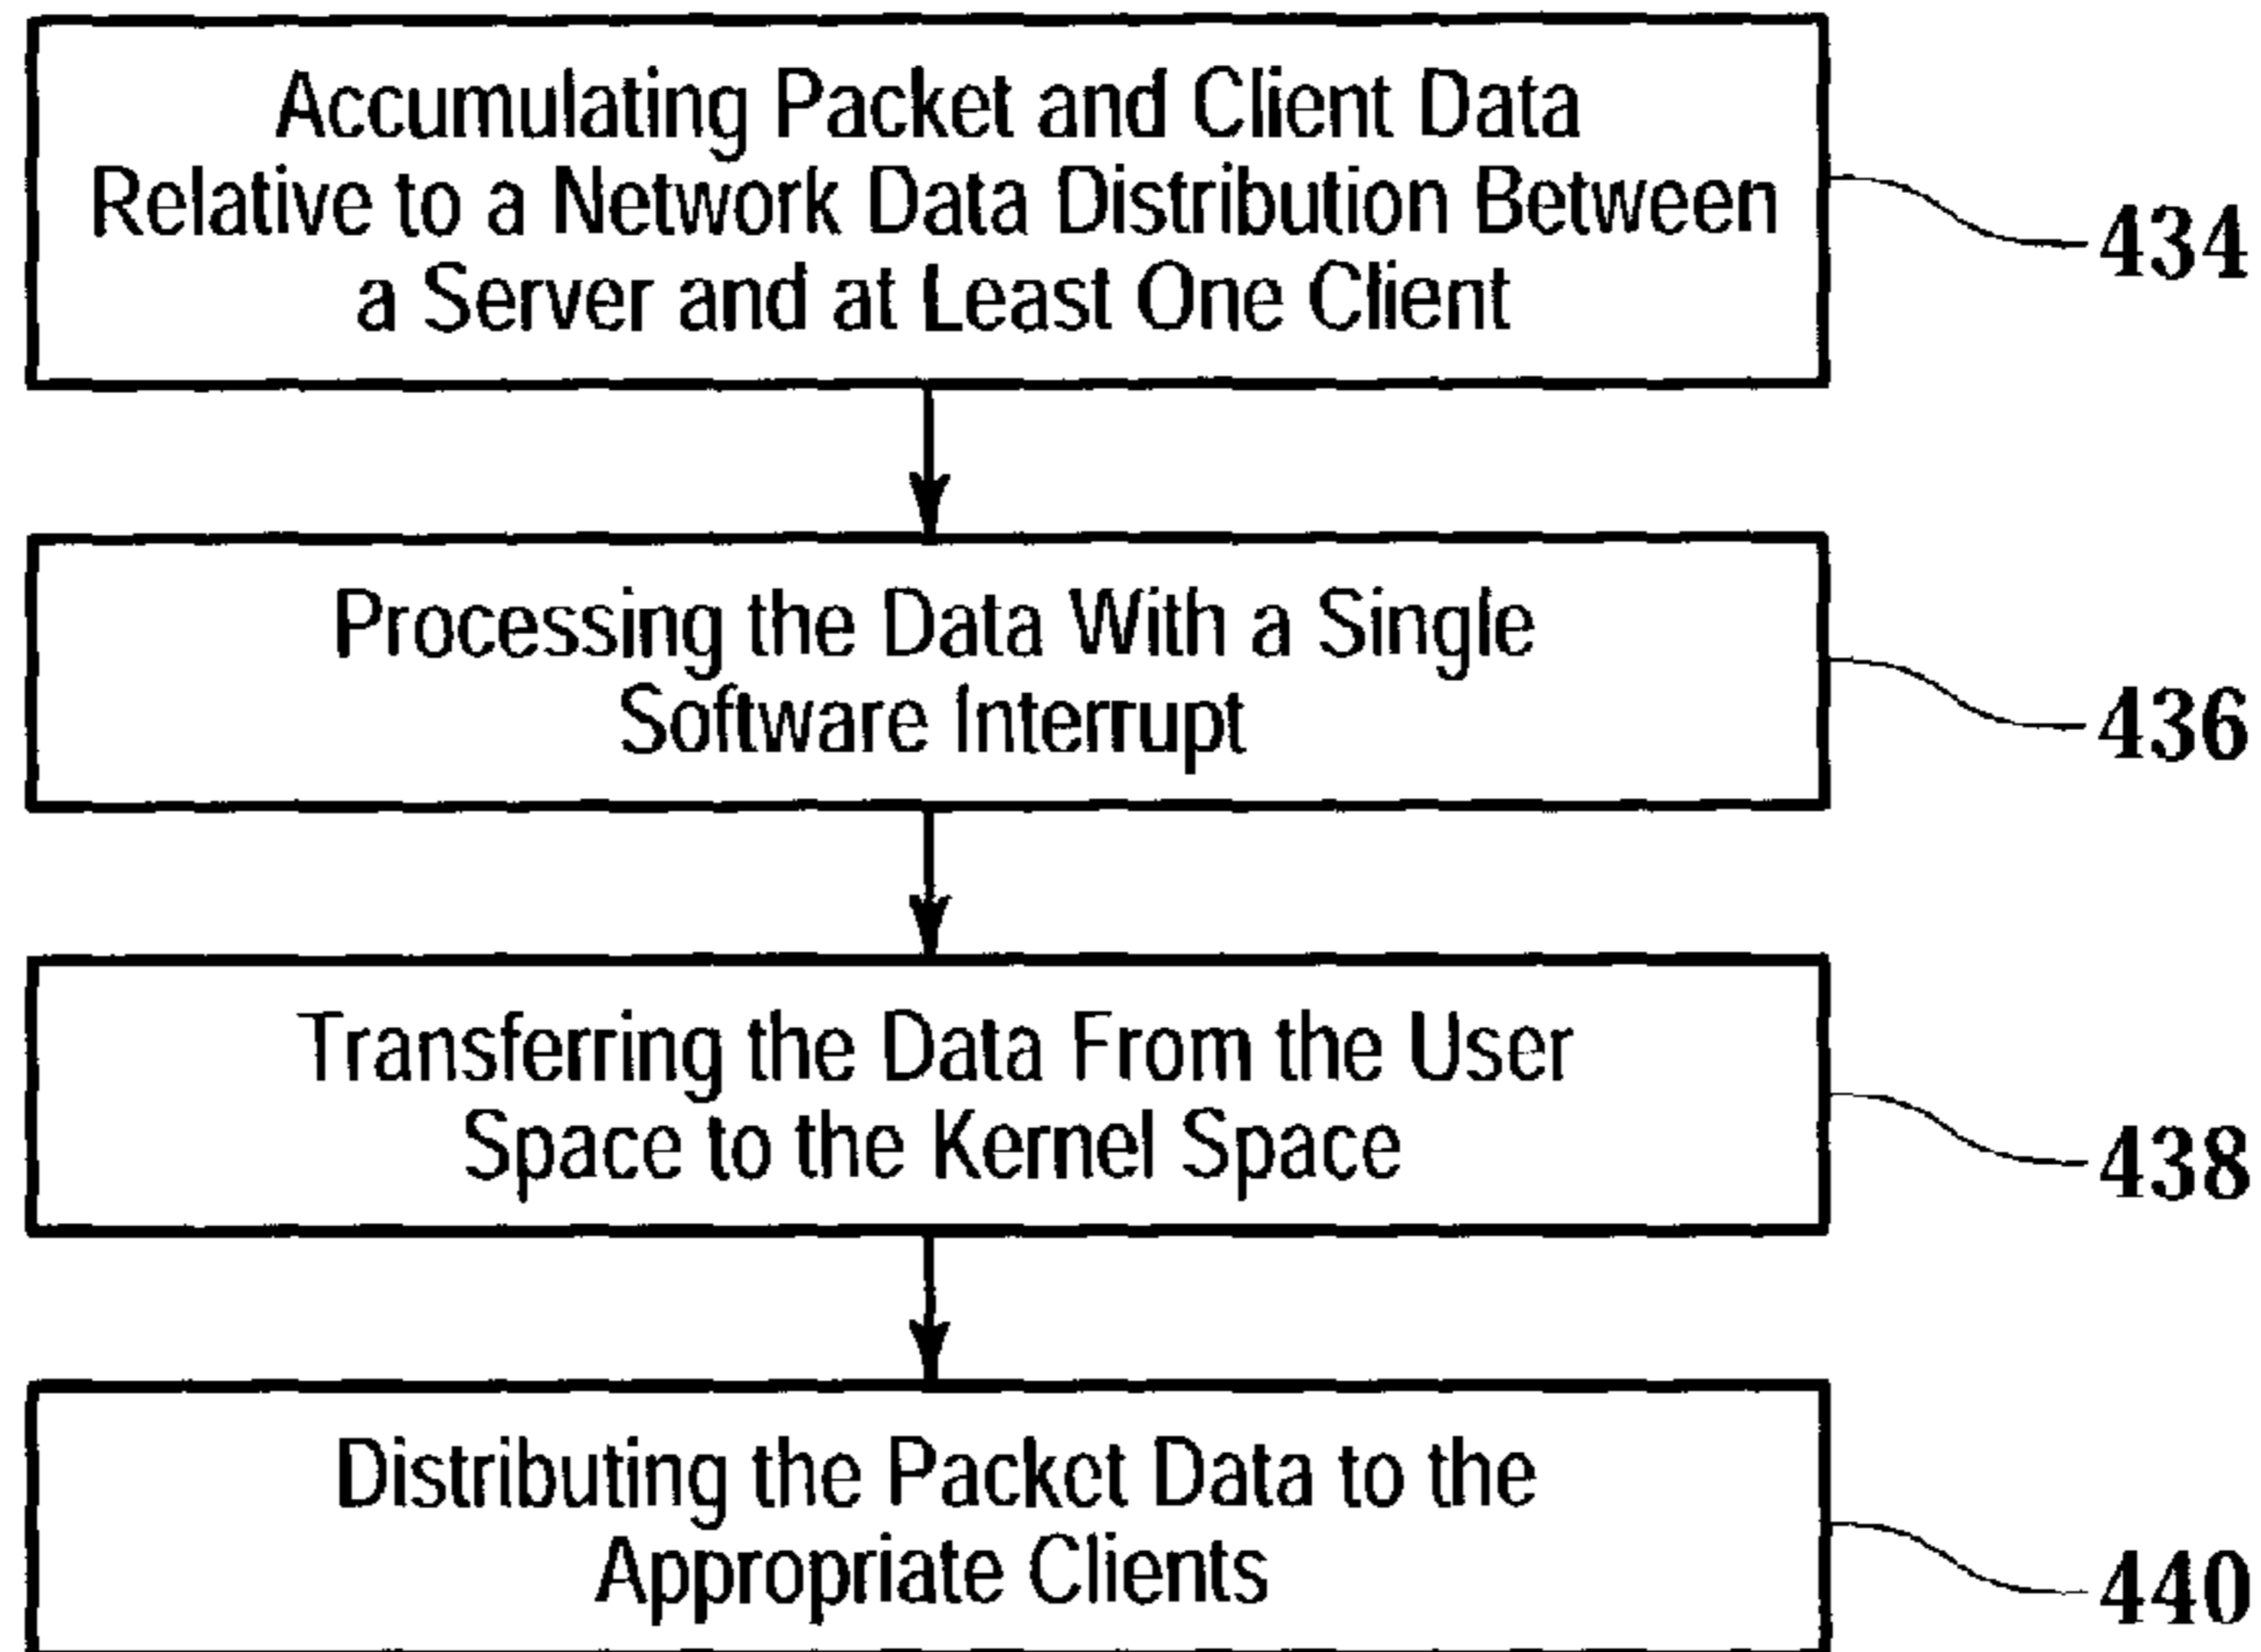 Accumulating Packet and Client Data
Relative to a Network Data Distribution Between
a Server and at Least One Client
434
Processing the Data With a Single
Software Interrupt
436
Transferring the Data From the User
Space to the Kernel Space
438
Distributing the Packet Data to the
Appropriate Clients
440